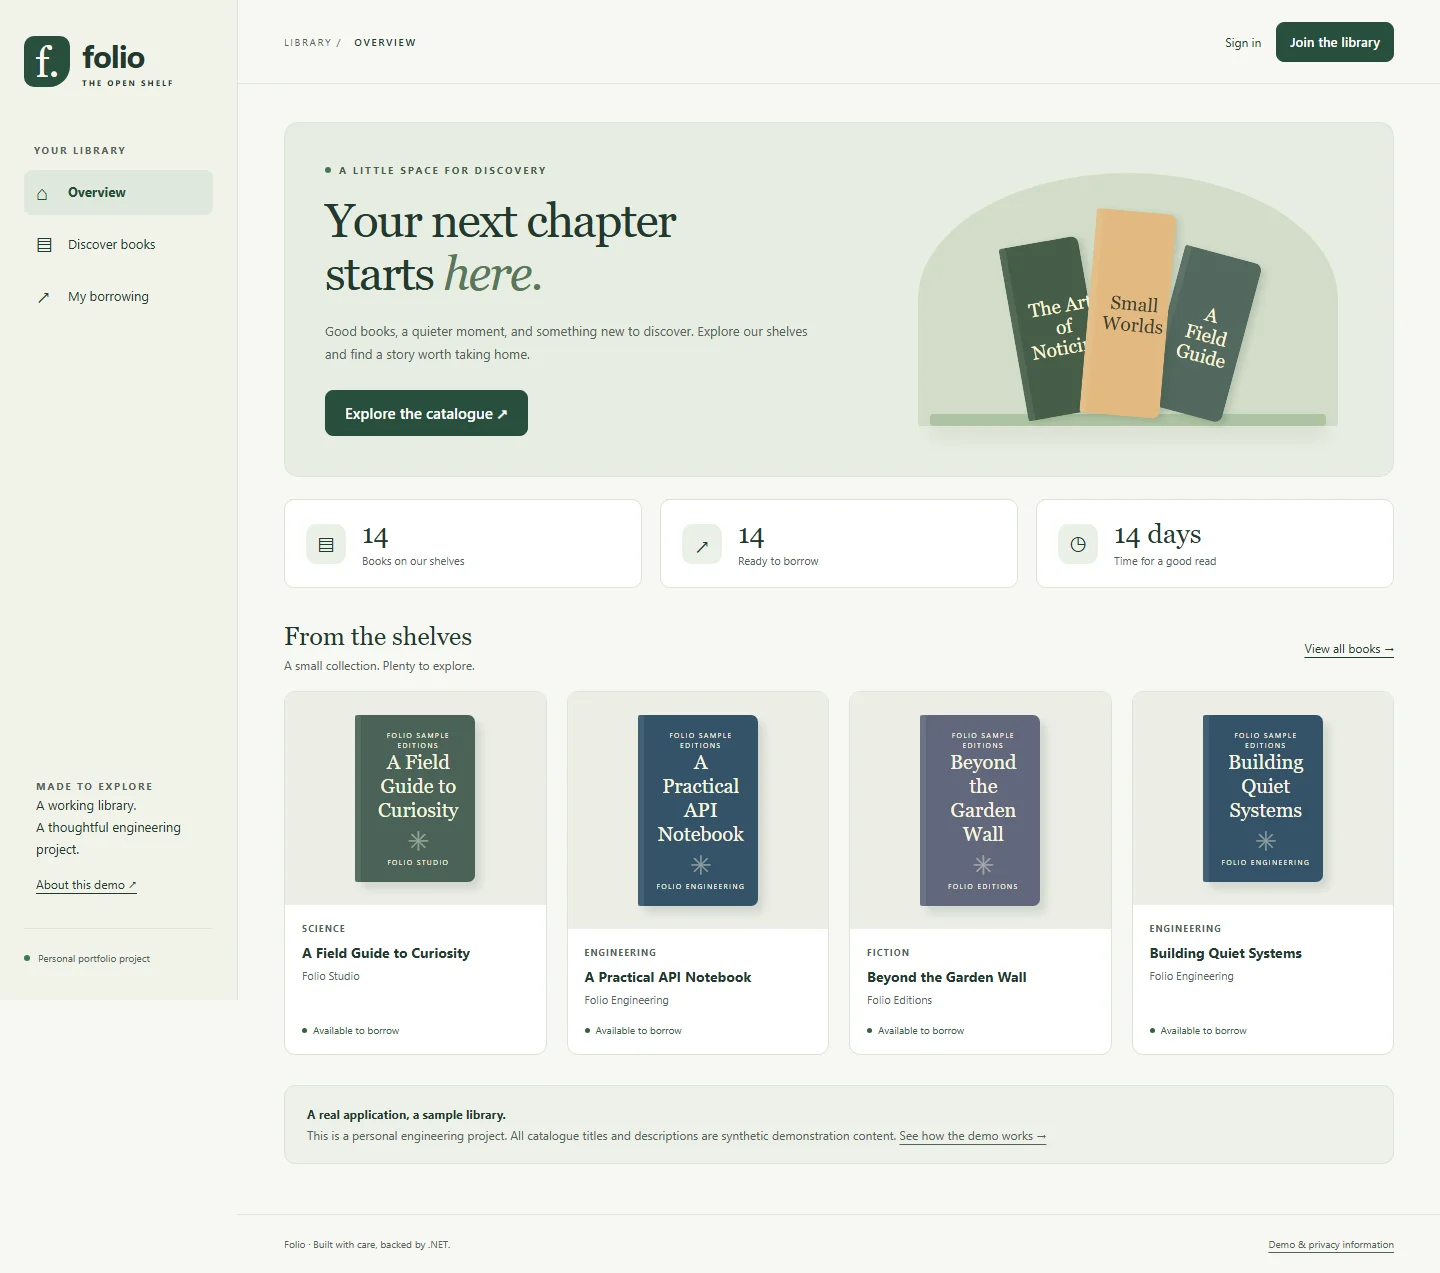 f. folio
THE OPEN SHELF
YOUR LIBRARY
Overview
Discover books
My borrowing
MADE TO EXPLORE
A working library.
A thoughtful engineering
project.
About this demo ↗
Personal portfolio project
LIBRARY / OVERVIEW
Sign in
Join the library
A LITTLE SPACE FOR DISCOVERY
Your next chapter
starts here.
Good books, a quieter moment, and something new to discover. Explore our shelves
and find a story worth taking home.
Explore the catalogue ↗
The Art
of
Noticin
Small
Worlds
A
Field
Guide
14
Books on our shelves
14
Ready to borrow
14 days
Time for a good read
From the shelves
A small collection. Plenty to explore.
View all books →
FOLIO SAMPLE
EDITIONS
A Field
Guide to
Curiosity
FOLIO STUDIO
SCIENCE
A Field Guide to Curiosity
Folio Studio
Available to borrow
FOLIO SAMPLE
EDITIONS
A
Practical
API
Notebook
FOLIO ENGINEERING
ENGINEERING
A Practical API Notebook
Folio Engineering
Available to borrow
FOLIO SAMPLE
EDITIONS
Beyond
the
Garden
Wall
FOLIO EDITIONS
FICTION
Beyond the Garden Wall
Folio Editions
Available to borrow
FOLIO SAMPLE
EDITIONS
Building
Quiet
Systems
FOLIO ENGINEERING
ENGINEERING
Building Quiet Systems
Folio Engineering
Available to borrow
A real application, a sample library.
This is a personal engineering project. All catalogue titles and descriptions are synthetic demonstration content. See how the demo works →
Folio · Built with care, backed by .NET.
Demo & privacy information